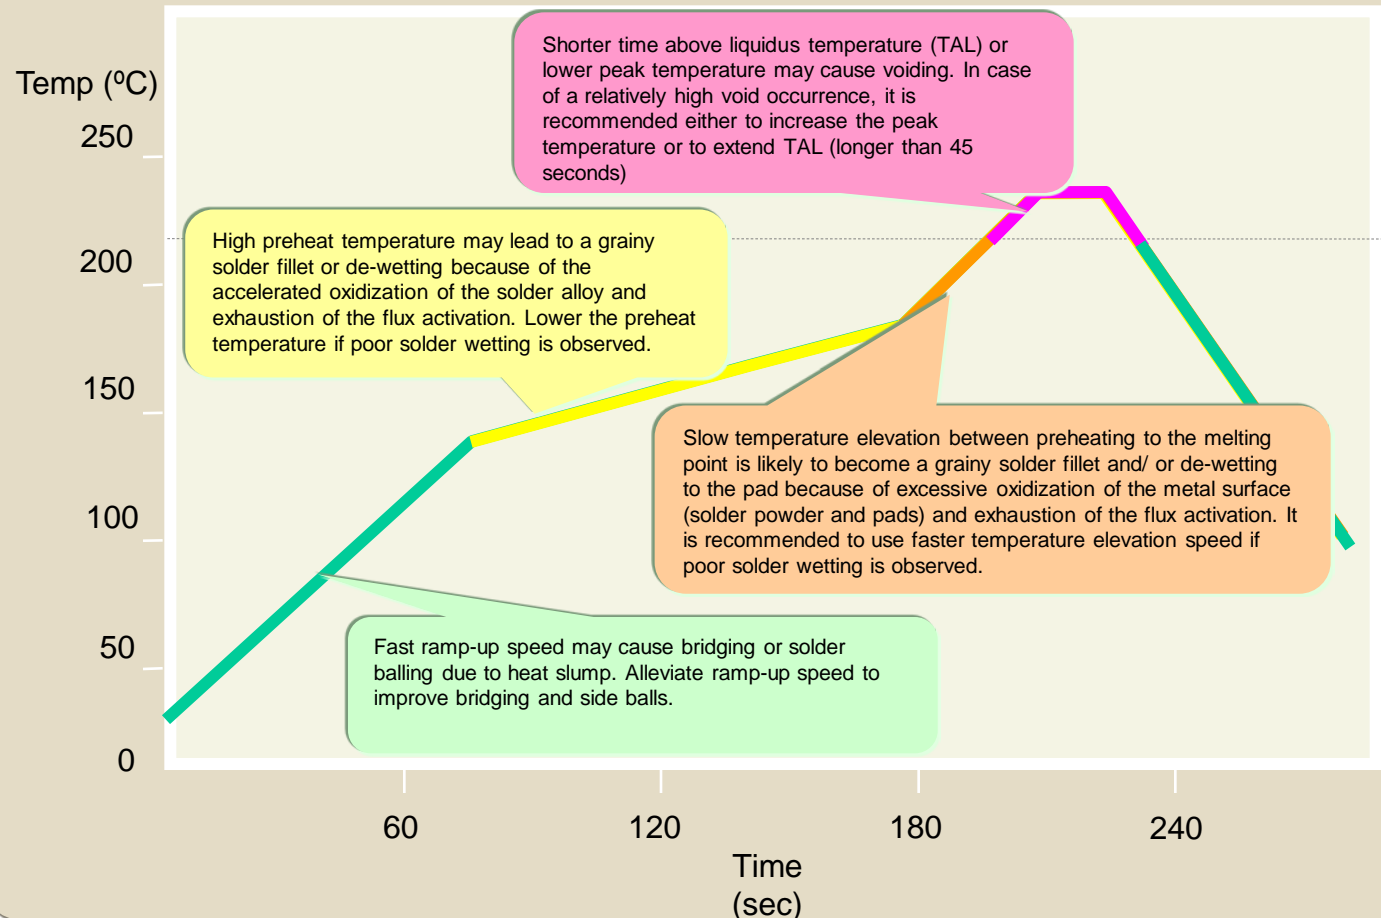 Temp (ºC)
250
200
150
100
50
0
Shorter time above liquidus temperature (TAL) or
lower peak temperature may cause voiding. In case
of a relatively high void occurrence, it is
recommended either to increase the peak
temperature or to extend TAL (longer than 45
seconds)
High preheat temperature may lead to a grainy
solder fillet or de-wetting because of the
accelerated oxidization of the solder alloy and
exhaustion of the flux activation. Lower the preheat
temperature if poor solder wetting is observed.
Slow temperature elevation between preheating to the melting
point is likely to become a grainy solder fillet and/ or de-wetting
to the pad because of excessive oxidization of the metal surface
(solder powder and pads) and exhaustion of the flux activation. It
is recommended to use faster temperature elevation speed if
poor solder wetting is observed.
Fast ramp-up speed may cause bridging or solder
balling due to heat slump. Alleviate ramp-up speed to
improve bridging and side balls.
60
120
180
240
Time
(sec)